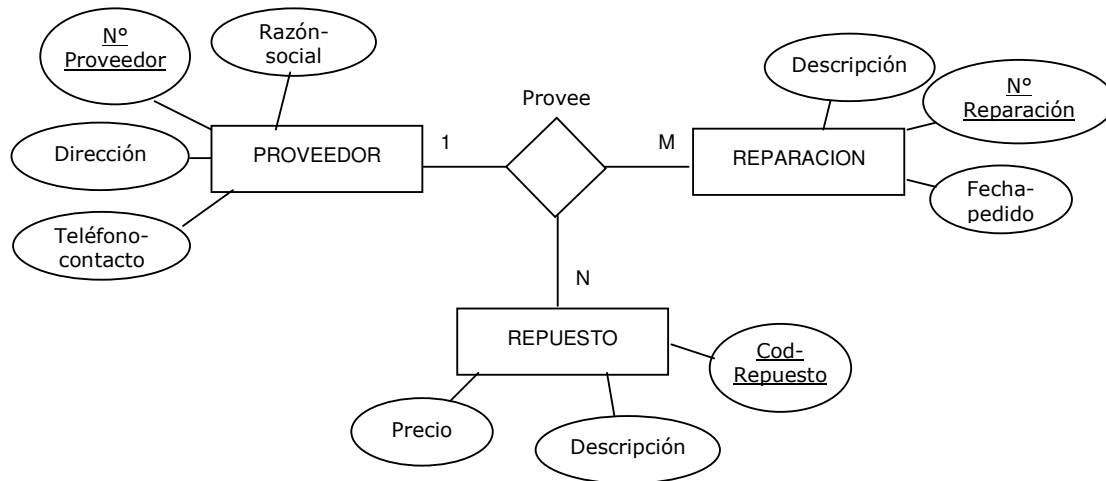 N°
Proveedor
Razón-
social
Descripción
N°
Reparación
Provee
Dirección
PROVEEDOR
1
M
REPARACION
Fecha-
pedido
Teléfono-
contacto
N
REPUESTO
Cod-
Repuesto
Precio
Descripción